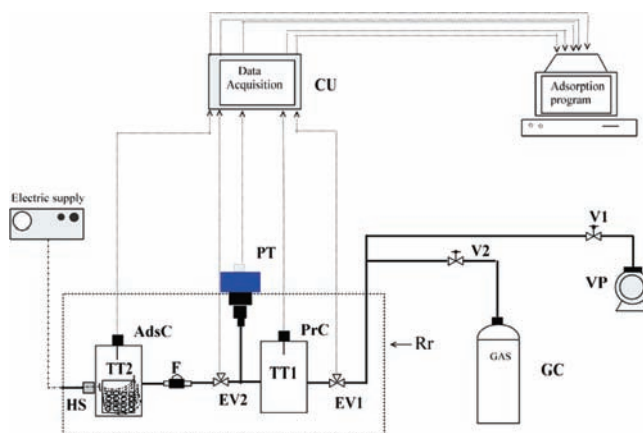 Data
Acquisition
CU
Adsorption
program
Electric supply
V1
V2
PT
VP
AdsC
PrC
Rr
TT2
F
TT1
GAS
GC
HS
EV2
EV1